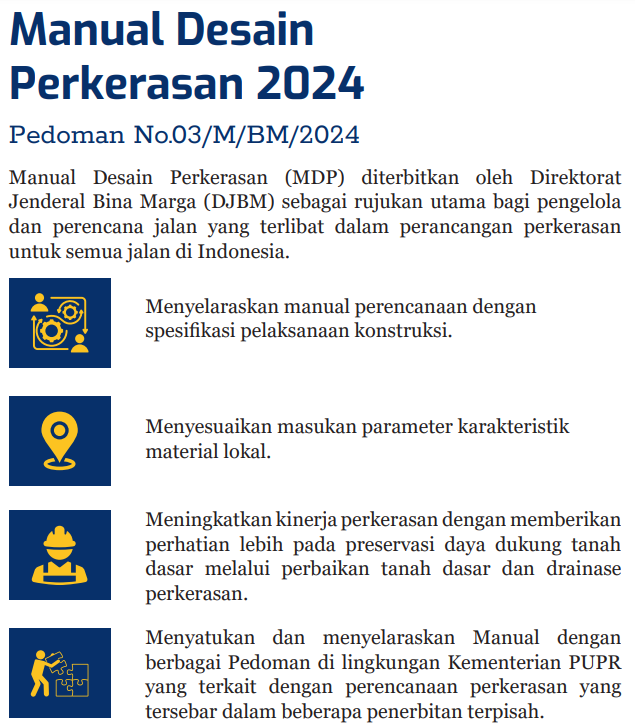 Manual Desain
Perkerasan 2024
Pedoman No.03/M/BM/2024
Manual Desain Perkerasan (MDP) diterbitkan oleh Direktorat
Jenderal Bina Marga (DJBM) sebagai rujukan utama bagi pengelola
dan perencana jalan yang terlibat dalam perancangan perkerasan
untuk semua jalan di Indonesia.
Menyelaraskan manual perencanaan dengan
spesifikasi pelaksanaan konstruksi.
Menyesuaikan masukan parameter karakteristik
material lokal.
Meningkatkan kinerja perkerasan dengan memberikan
perhatian lebih pada preservasi daya dukung tanah
dasar melalui perbaikan tanah dasar dan drainase
perkerasan.
Menyatukan dan menyelaraskan Manual dengan
berbagai Pedoman di lingkungan Kementerian PUPR
yang terkait dengan perencanaan perkerasan yang
tersebar dalam beberapa penerbitan terpisah.